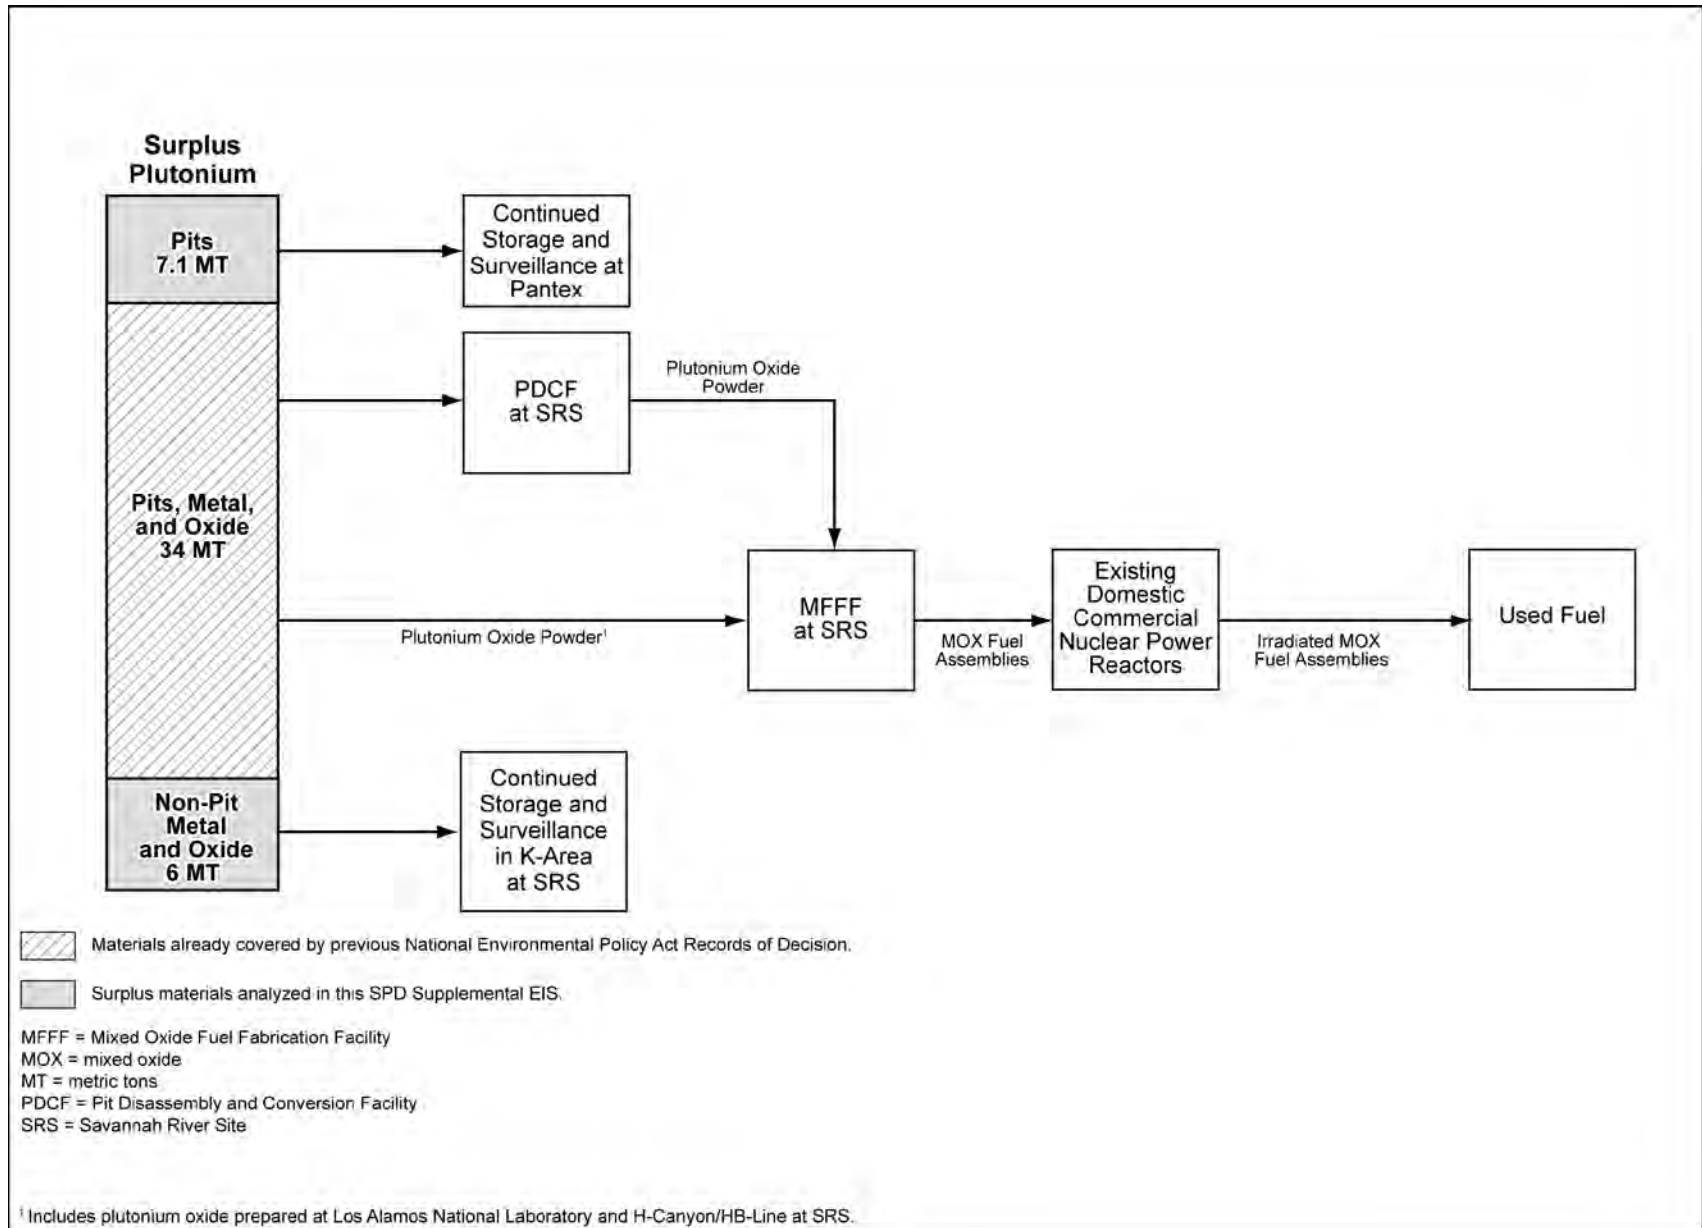 Surplus
Plutonium
Pits
7.1 MT
Continued
Storage and
Surveillance at
Pantex
PDCF
at SRS
Plutonium Oxide
Powder
Pits, Metal,
and Oxide
34 MT
Plutonium Oxide Powder¹
MFFF
at SRS
MOX Fuel
Assemblies
Existing
Domestic
Commercial
Nuclear Power
Reactors
Irradiated MOX
Fuel Assemblies
Used Fuel
Non-Pit
Metal
and Oxide
6 MT
Continued
Storage and
Surveillance
in K-Area
at SRS
Materials already covered by previous National Environmental Policy Act Records of Decision.
Surplus materials analyzed in this SPD Supplemental EIS.
MFFF = Mixed Oxide Fuel Fabrication Facility
MOX = mixed oxide
MT = metric tons
PDCF = Pit Disassembly and Conversion Facility
SRS = Savannah River Site
¹ Includes plutonium oxide prepared at Los Alamos National Laboratory and H-Canyon/HB-Line at SRS.